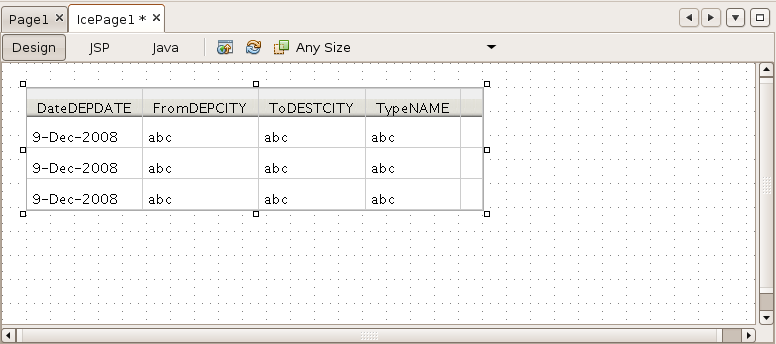 Page1 × IcePage1 * ×
Design JSP Java Any Size
DateDEPDATE FromDEPCITY ToDESTCITY TypeNAME
9-Dec-2008 abc abc abc
9-Dec-2008 abc abc abc
9-Dec-2008 abc abc abc